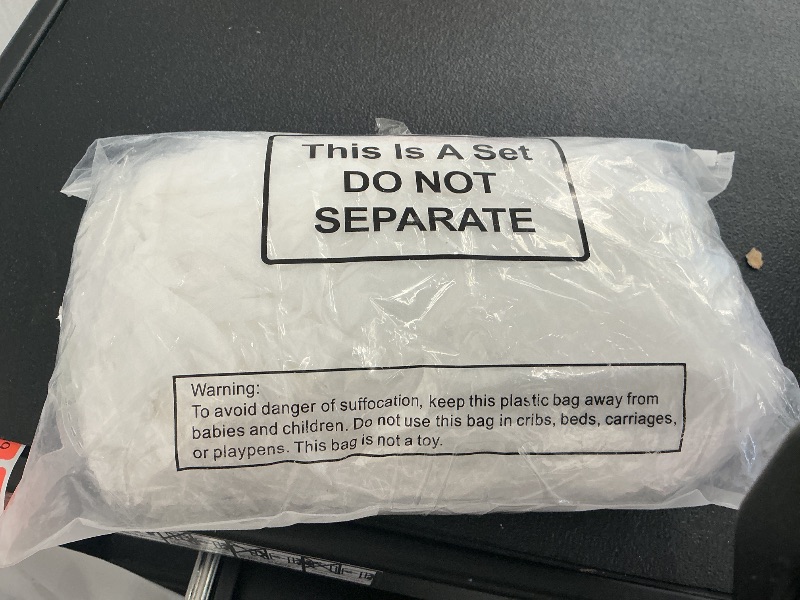 This Is A Set
DO NOT
SEPARATE
Warning:
To avoid danger of suffocation, keep this plastic bag away from
babies and children. Do not use this bag in cribs, beds, carriages,
or playpens. This bag is not a toy.